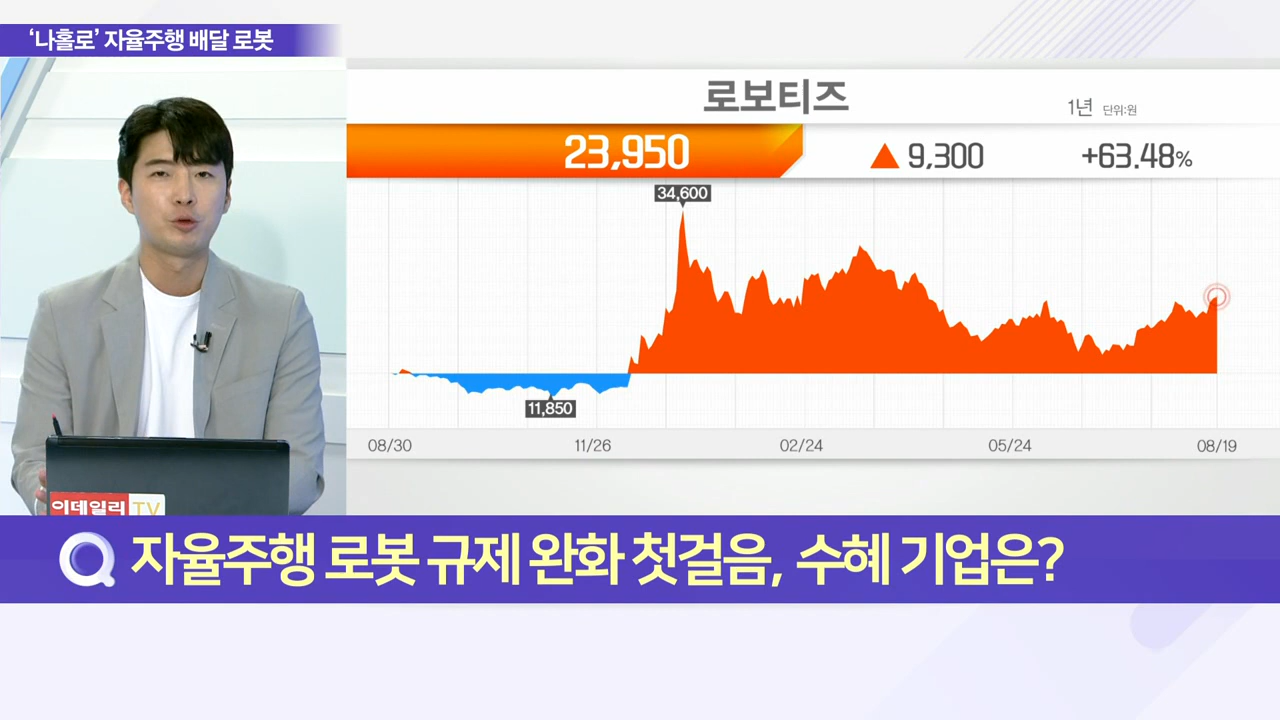 ‘나홀로’ 자율주행 배달 로봇
로보티즈
1년 단위:원
23,950 ▲ 9,300 +63.48%
34,600
11,850
08/30 11/26 02/24 05/24 08/19
이데일리 TV
Q 자율주행 로봇 규제 완화 첫걸음, 수혜 기업은?